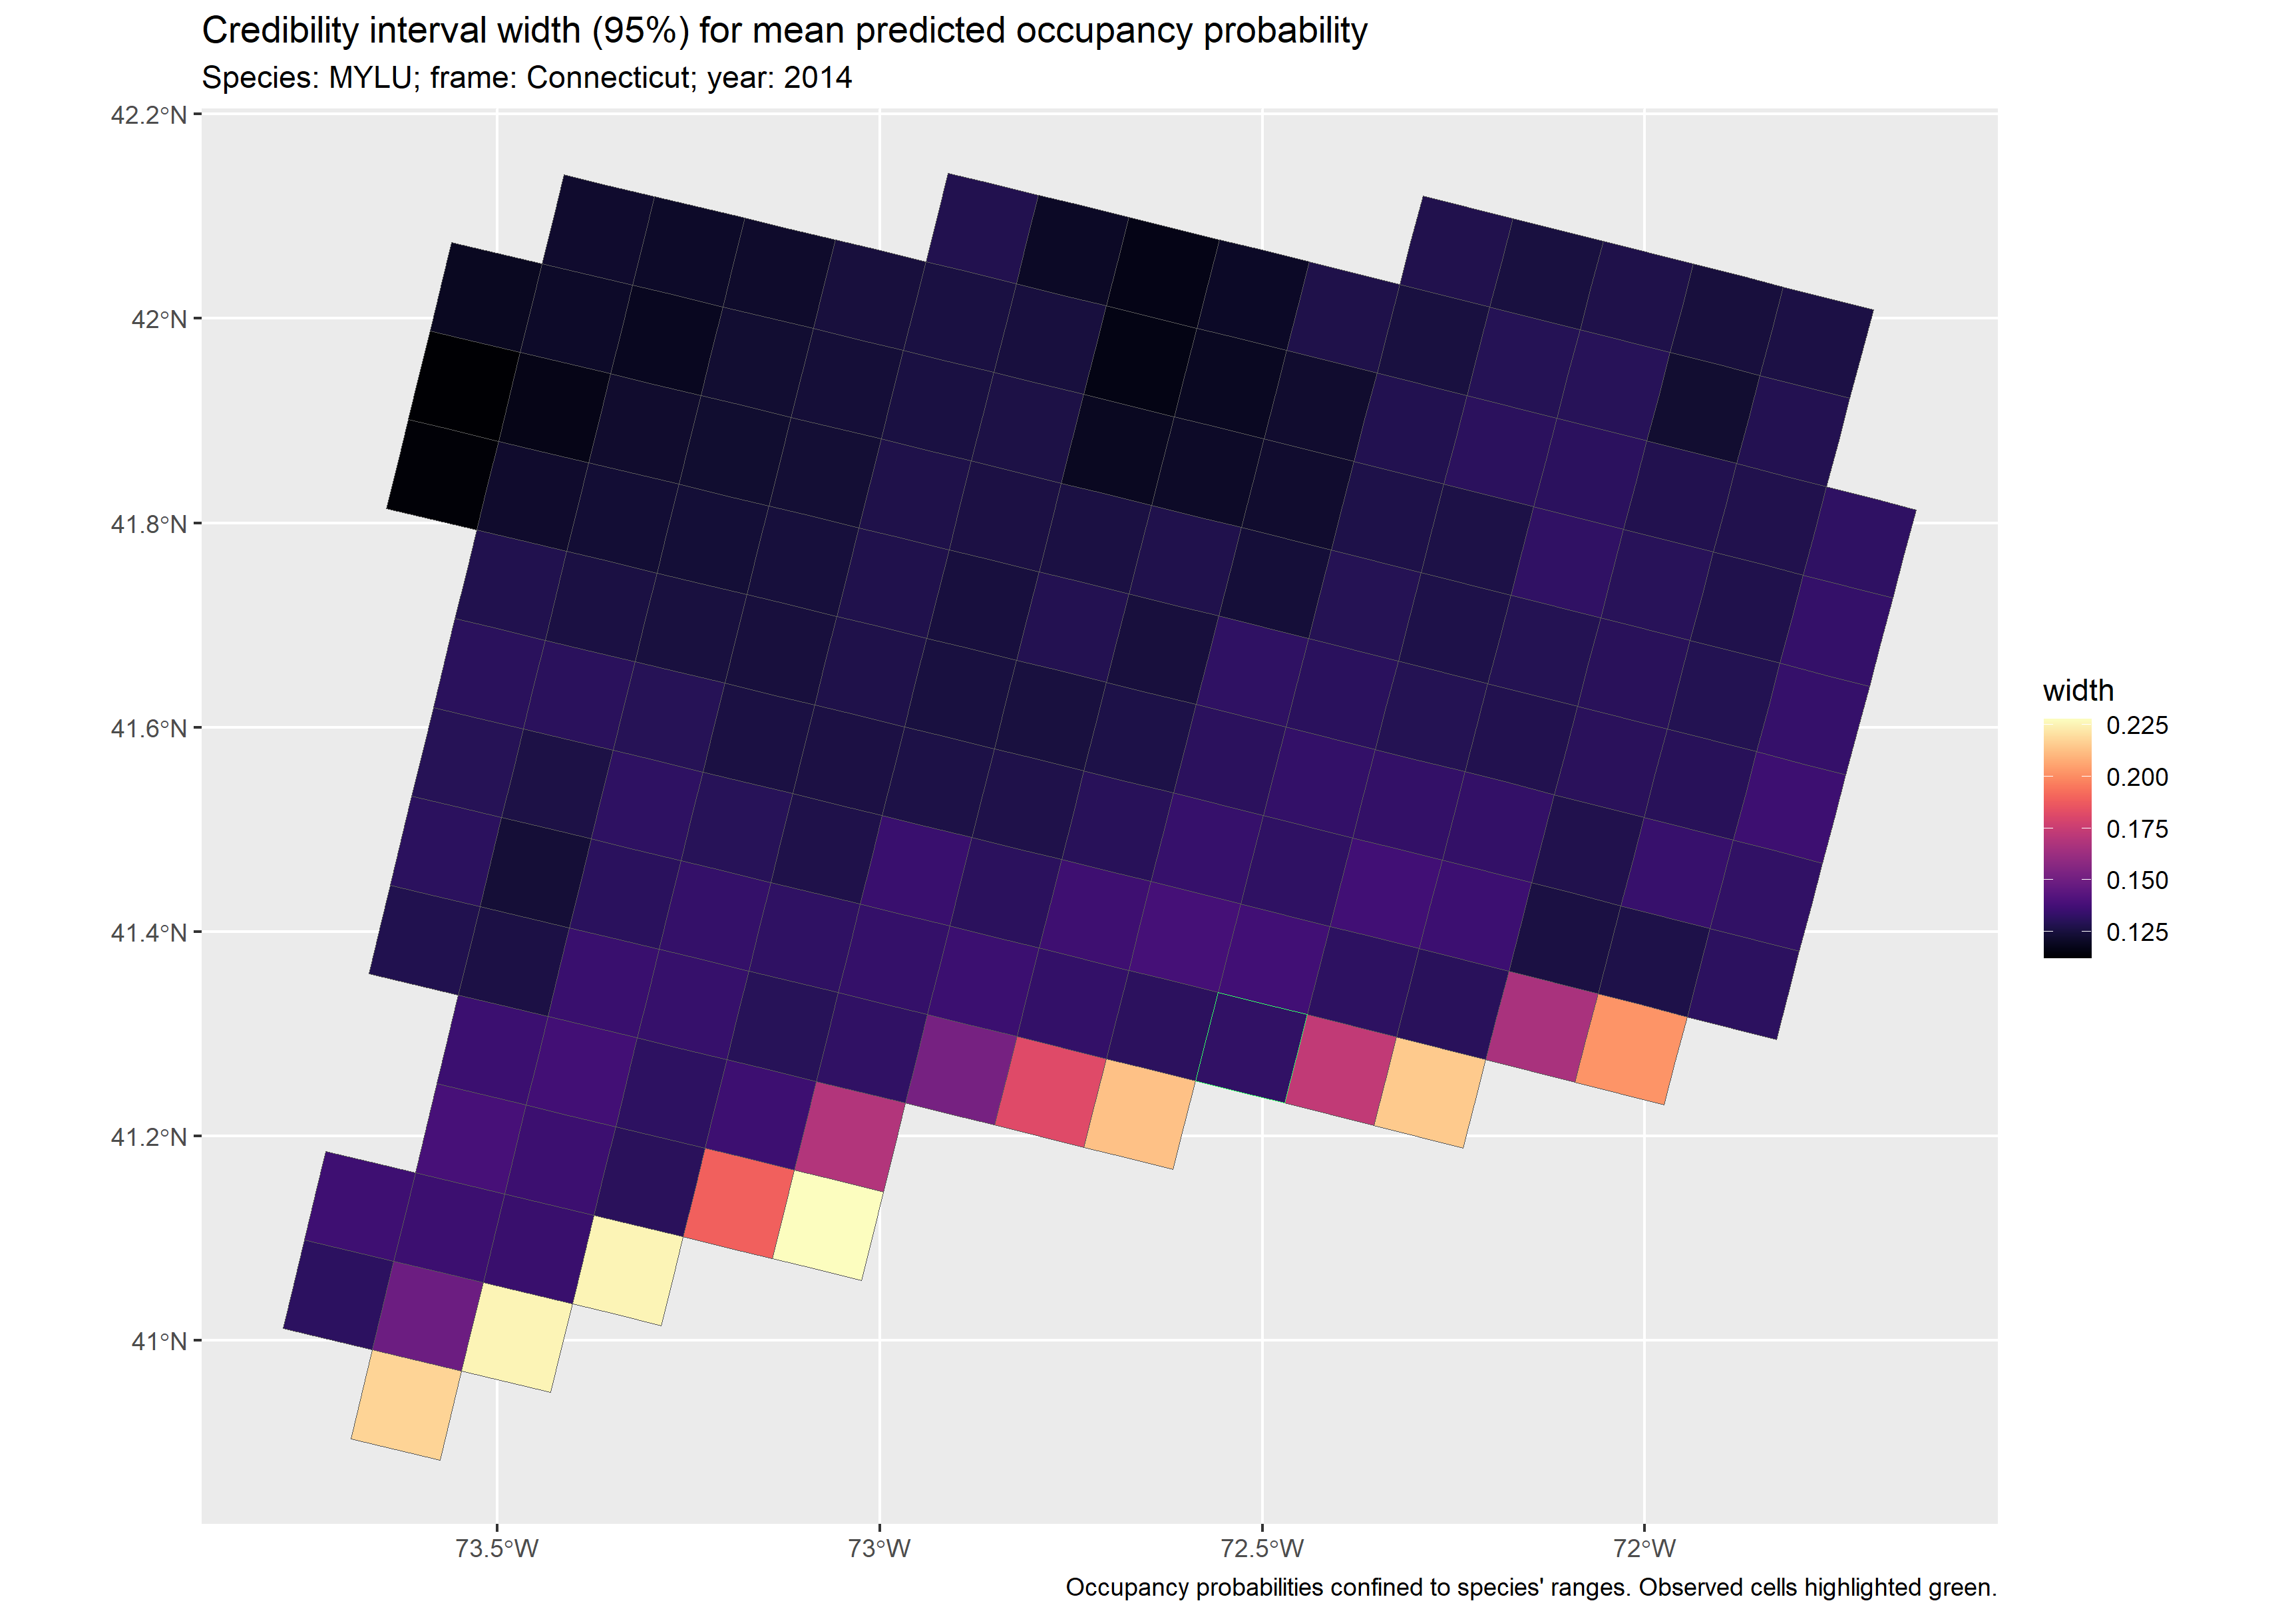 Credibility interval width (95%) for mean predicted occupancy probability
Species: MYLU; frame: Connecticut; year: 2014
42.2°N
42°N
41.8°N
41.6°N
41.4°N
41.2°N
41°N
73.5°W
73°W
72.5°W
72°W
width
0.225
0.200
0.175
0.150
0.125
Occupancy probabilities confined to species' ranges. Observed cells highlighted green.